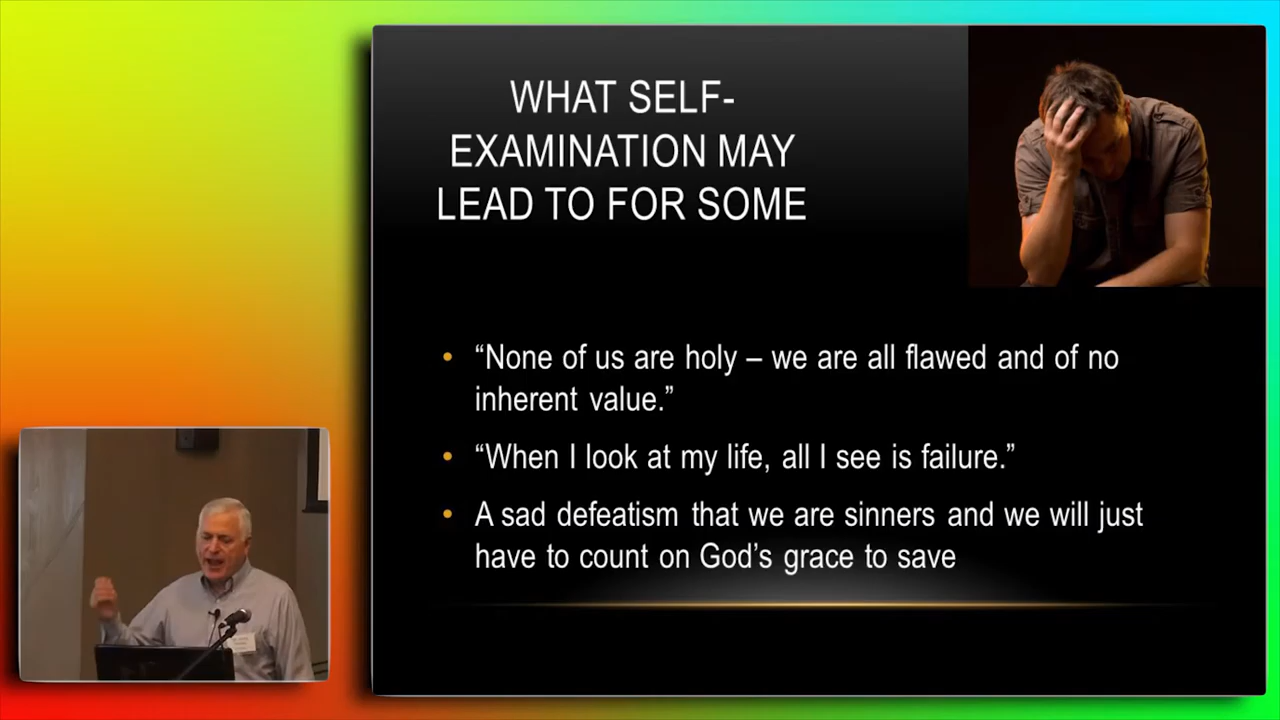 WHAT SELF-
EXAMINATION MAY
LEAD TO FOR SOME
• “None of us are holy – we are all flawed and of no
inherent value.”
• “When I look at my life, all I see is failure.”
• A sad defeatism that we are sinners and we will just
have to count on God’s grace to save